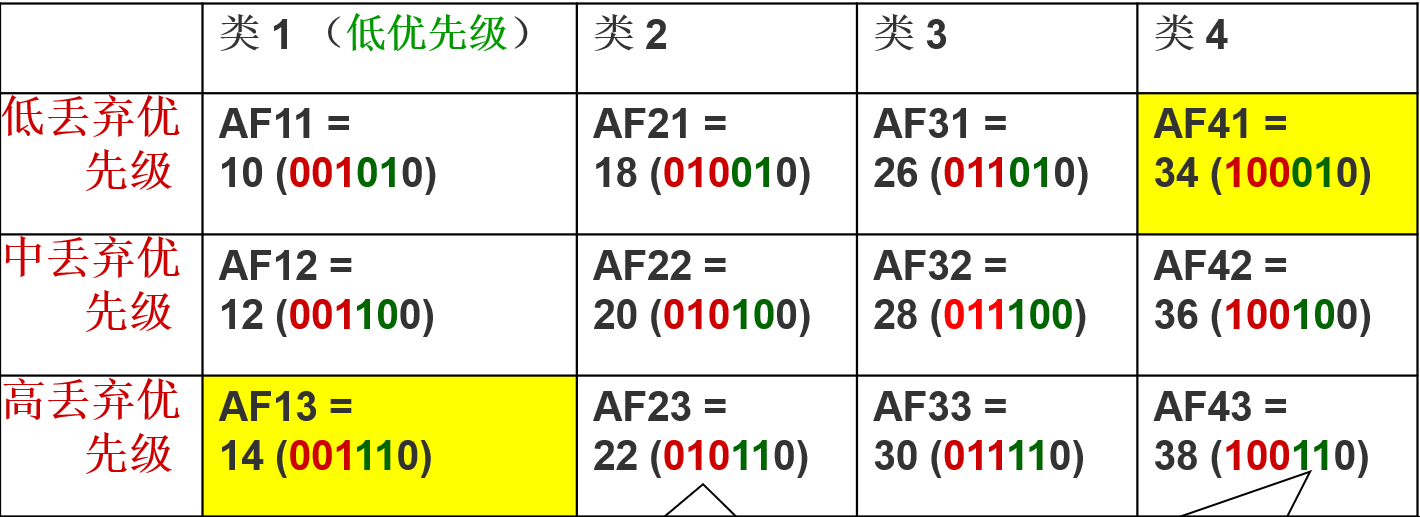 类 1 （低优先级）
类 2
类 3
类 4
低丢弃优
先级
AF11 =
10 (001010)
AF21 =
18 (010010)
AF31 =
26 (011010)
AF41 =
34 (100010)
中丢弃优
先级
AF12 =
12 (001100)
AF22 =
20 (010100)
AF32 =
28 (011100)
AF42 =
36 (100100)
高丢弃优
先级
AF13 =
14 (001110)
AF23 =
22 (010110)
AF33 =
30 (011110)
AF43 =
38 (100110)